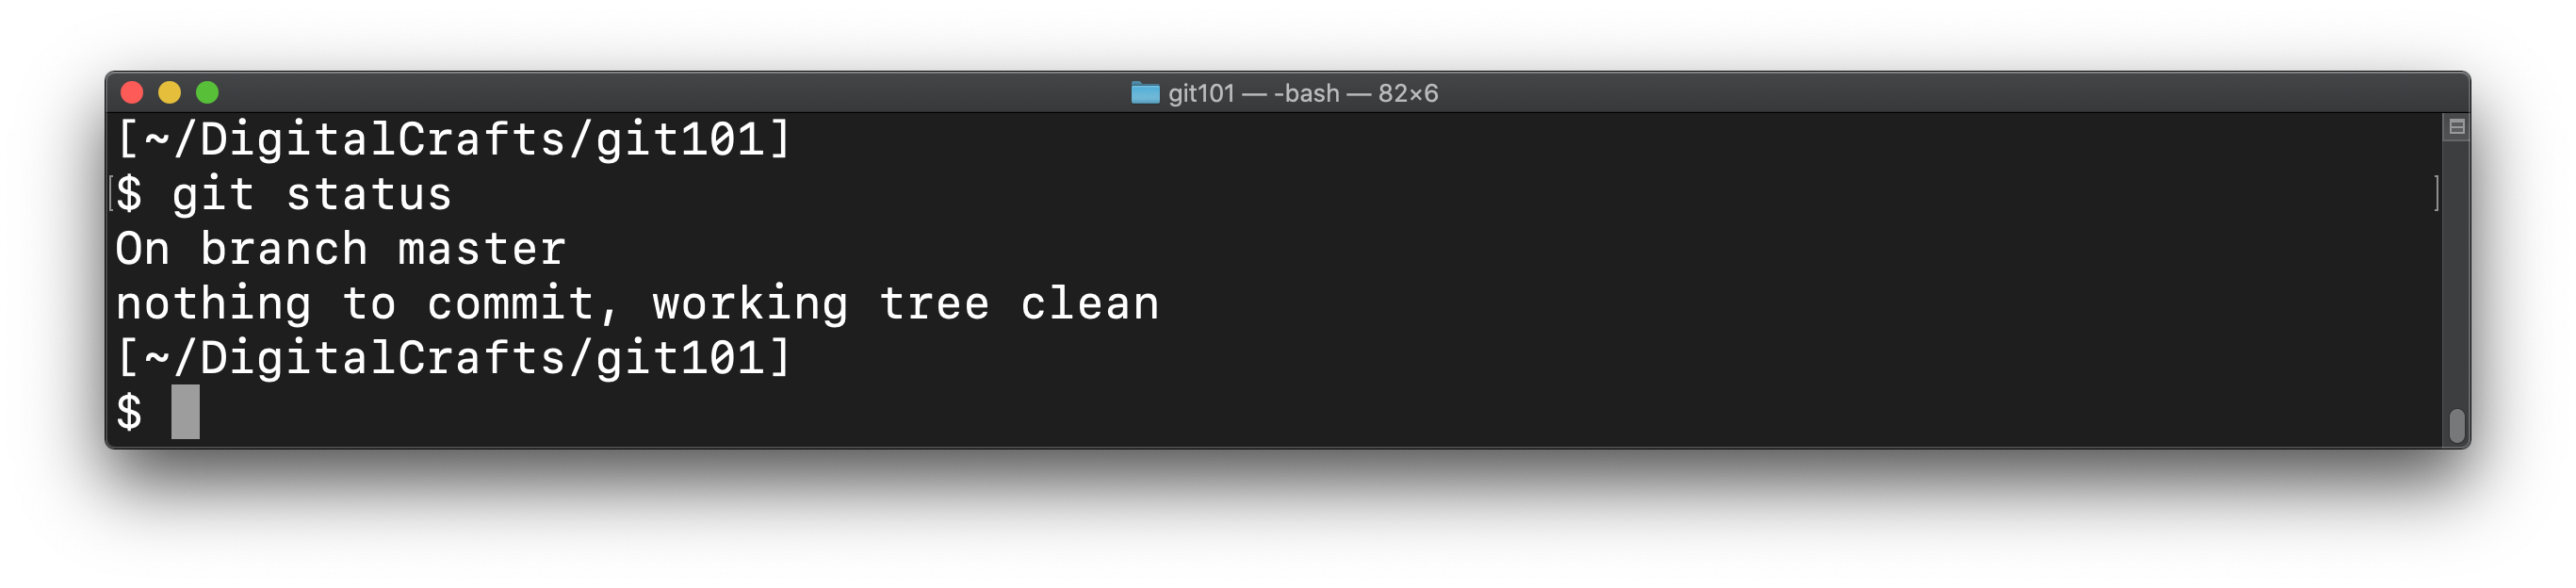 git101 — -bash — 82×6
[~/DigitalCrafts/git101]
[$ git status ]
On branch master
nothing to commit, working tree clean
[~/DigitalCrafts/git101]
$